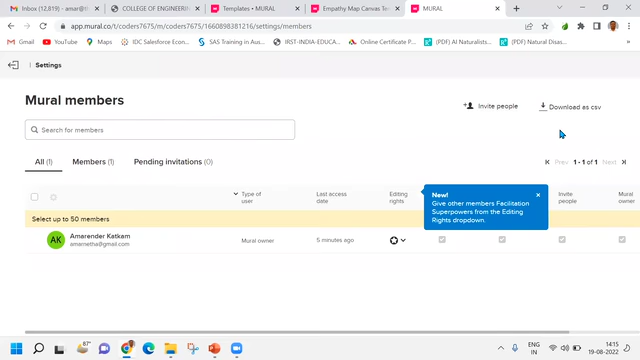 Inbox (12,819) - amar@th
COLLEGE OF ENGINEERING
Templates • MURAL
Empathy Map Canvas Te
MURAL
app.mural.co/t/coders7675/m/coders7675/1660898381216/settings/members
Gmail
YouTube
Maps
IDC Salesforce Econ
SAS Training in Aus
IRST-INDIA-EDUCA
Online Certificate P
(PDF) AI Naturalists
(PDF) Natural Disas
Settings
Mural members
Invite people
Download as csv
Search for members
All (1)
Members (1)
Pending invitations (0)
Prev
1 - 1 of 1
Next
Type of user
Last access date
Editing rights
New!
Give other members Facilitation
Superpowers from the Editing
Rights dropdown.
Invite people
Mural owner
Select up to 50 members
AK
Amarender Katkam
amarnetha@gmail.com
Mural owner
5 minutes ago
87°
ENG
IN
14:15
19-08-2022